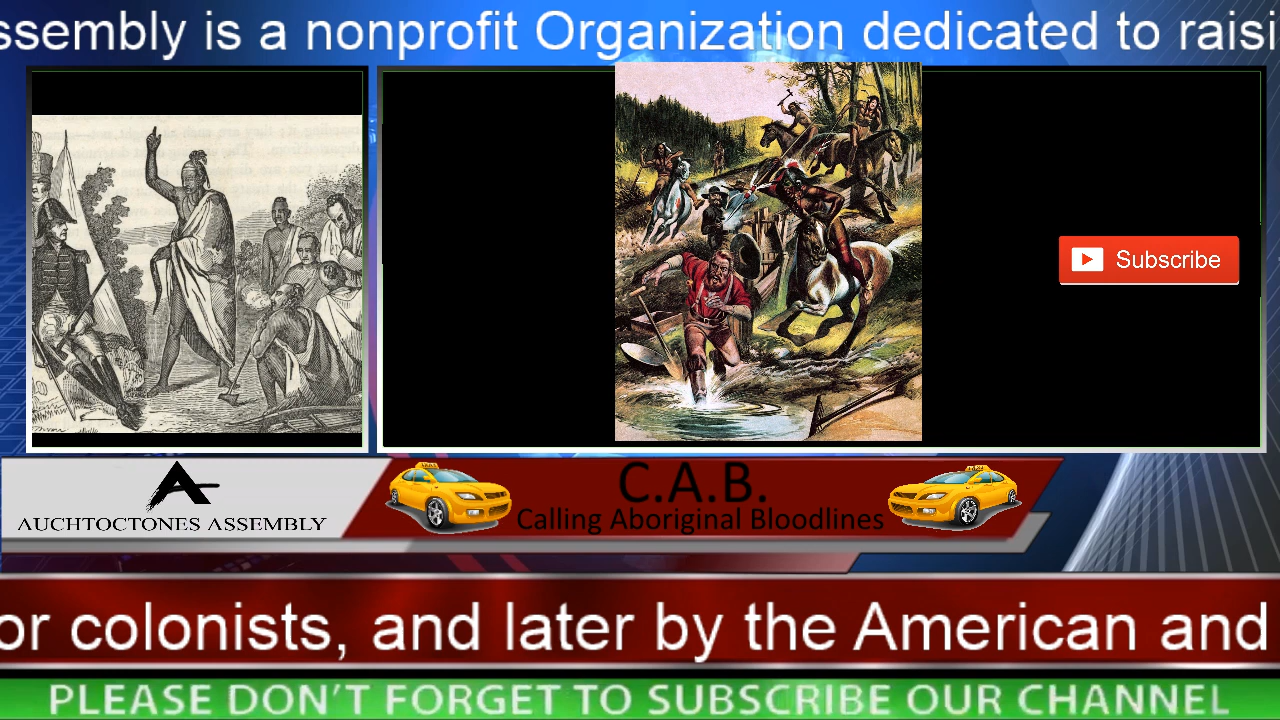 ssembly is a nonprofit Organization dedicated to raisi
Subscribe
AUCHTOCTONES ASSEMBLY
C.A.B.
Calling Aboriginal Bloodlines
or colonists, and later by the American and
PLEASE DON'T FORGET TO SUBSCRIBE OUR CHANNEL